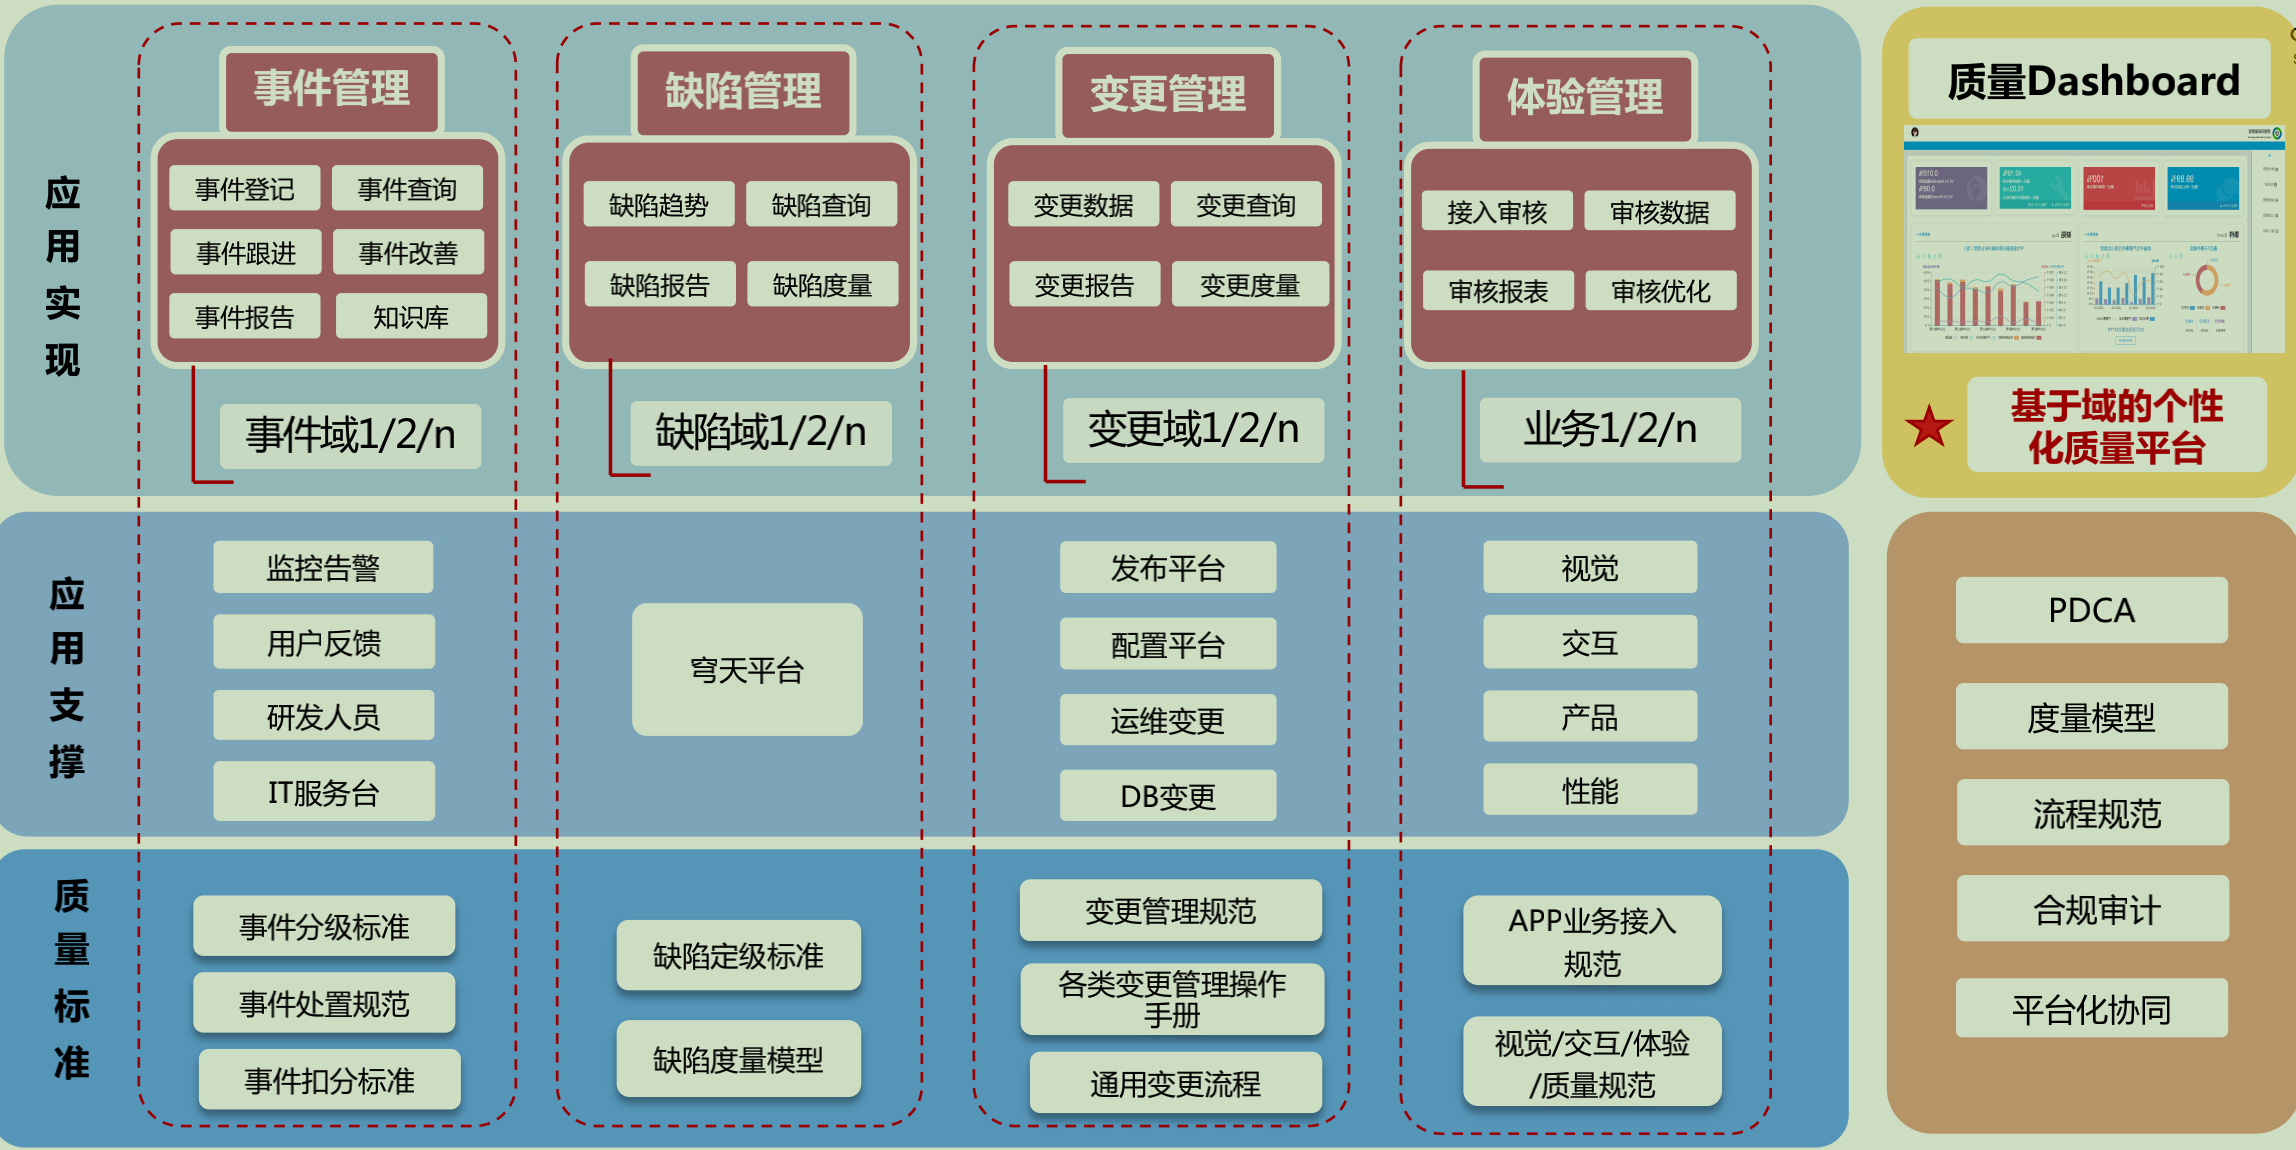 应用实现
事件管理
事件登记
事件查询
事件跟进
事件改善
事件报告
知识库
事件域1/2/n
缺陷管理
缺陷趋势
缺陷查询
缺陷报告
缺陷度量
缺陷域1/2/n
变更管理
变更数据
变更查询
变更报告
变更度量
变更域1/2/n
体验管理
接入审核
审核数据
审核报表
审核优化
业务1/2/n
质量Dashboard
基于域的个性
化质量平台
应用支撑
监控告警
用户反馈
研发人员
IT服务台
穹天平台
发布平台
配置平台
运维变更
DB变更
视觉
交互
产品
性能
质量标准
事件分级标准
事件处置规范
事件扣分标准
缺陷定级标准
缺陷度量模型
变更管理规范
各类变更管理操作
手册
通用变更流程
APP业务接入
规范
视觉/交互/体验
/质量规范
PDCA
度量模型
流程规范
合规审计
平台化协同